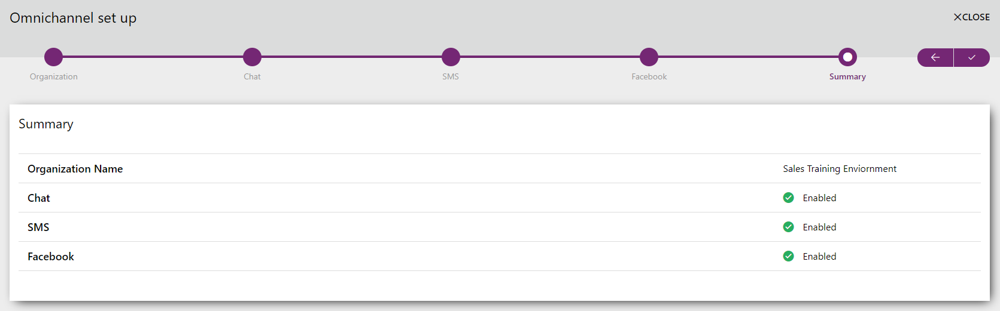 Omnichannel set up
CLOSE
Organization
Chat
SMS
Facebook
Summary
Summary
Organization Name Sales Training Enviornment
Chat Enabled
SMS Enabled
Facebook Enabled